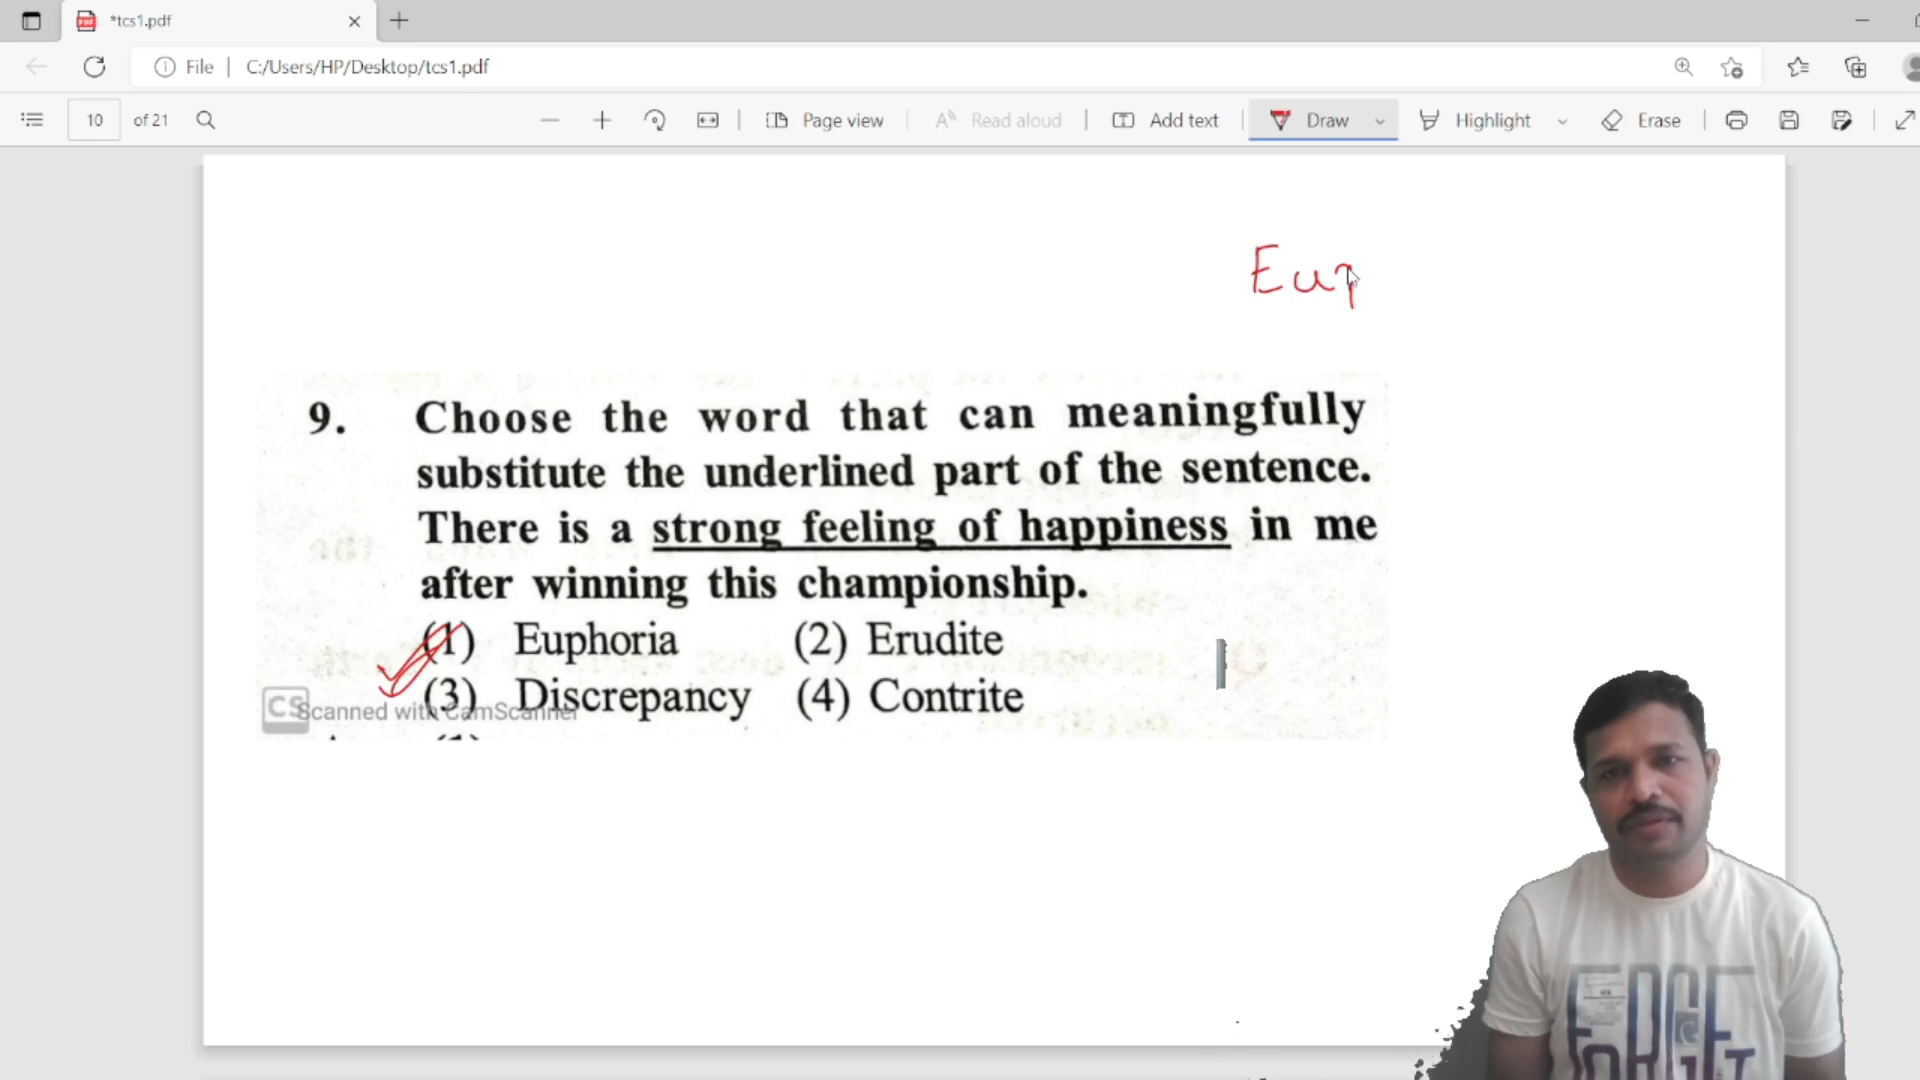 *tcs1.pdf
File | C:/Users/HP/Desktop/tcs1.pdf
10 of 21 Page view Read aloud Add text Draw Highlight Erase
Eup
9. Choose the word that can meaningfully
substitute the underlined part of the sentence.
There is a strong feeling of happiness in me
after winning this championship.
(1) Euphoria (2) Erudite
(3) Discrepancy (4) Contrite
CS Scanned with CamScanner